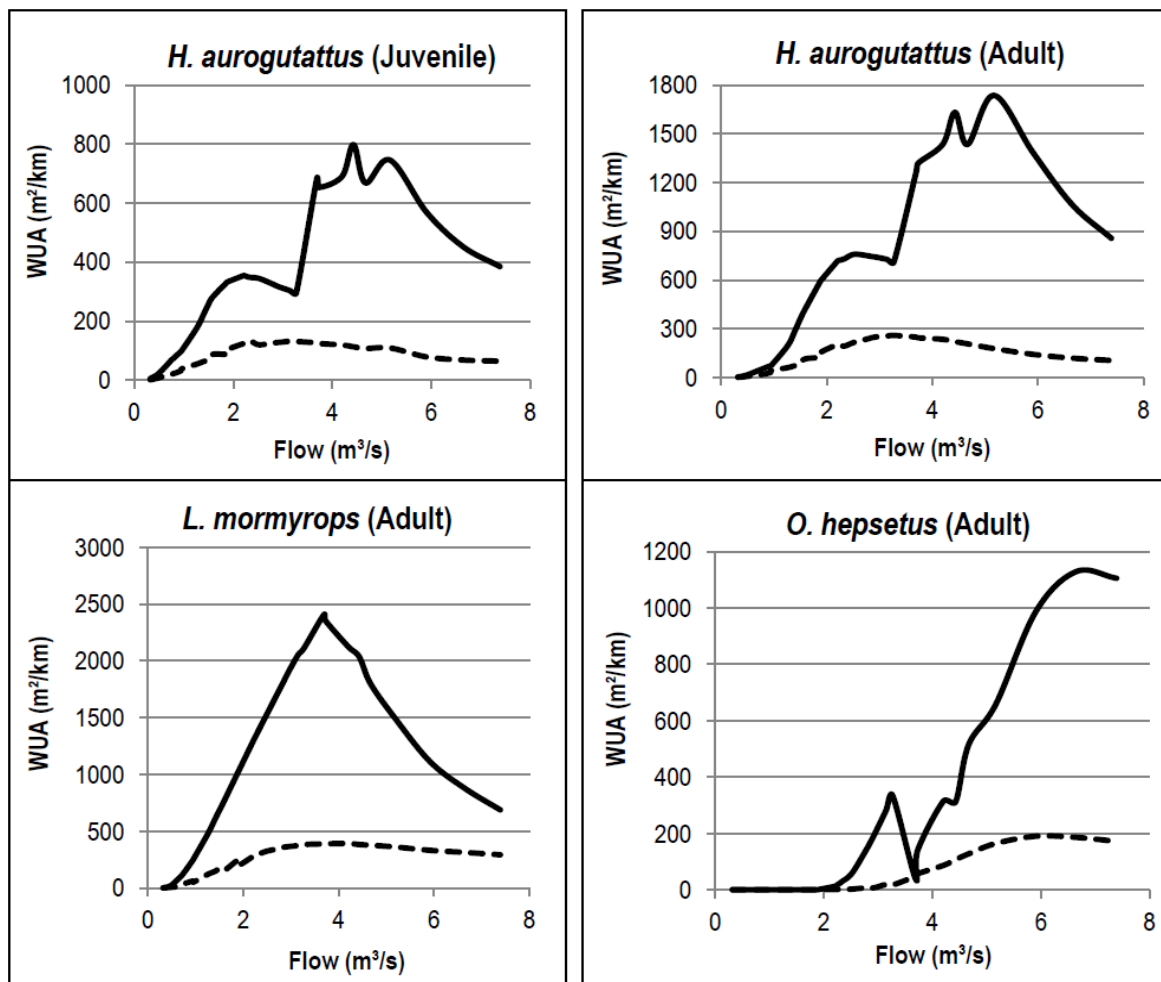 H. aurogutattus (Juvenile)
1000
800
600
400
200
0
WUA (m²/km)
0 2 4 6 8
Flow (m³/s)
H. aurogutattus (Adult)
1800
1500
1200
900
600
300
0
WUA (m²/km)
0 2 4 6 8
Flow (m³/s)
L. mormyrops (Adult)
3000
2500
2000
1500
1000
500
0
WUA (m²/km)
0 2 4 6 8
Flow (m³/s)
O. hepsetus (Adult)
1200
1000
800
600
400
200
0
WUA (m²/km)
0 2 4 6 8
Flow (m³/s)